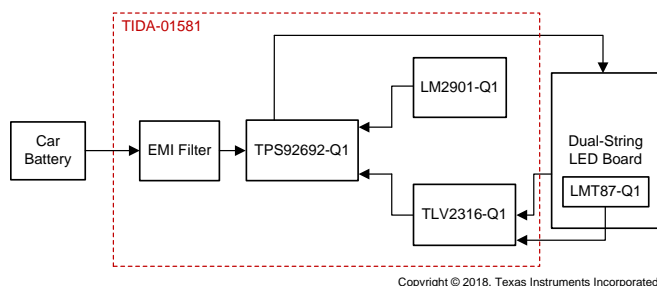 TIDA-01581
LM2901-Q1
Car
Battery
EMI Filter
TPS92692-Q1
Dual-String
LED Board
LMT87-Q1
TLV2316-Q1
Copyright © 2018, Texas Instruments Incorporated